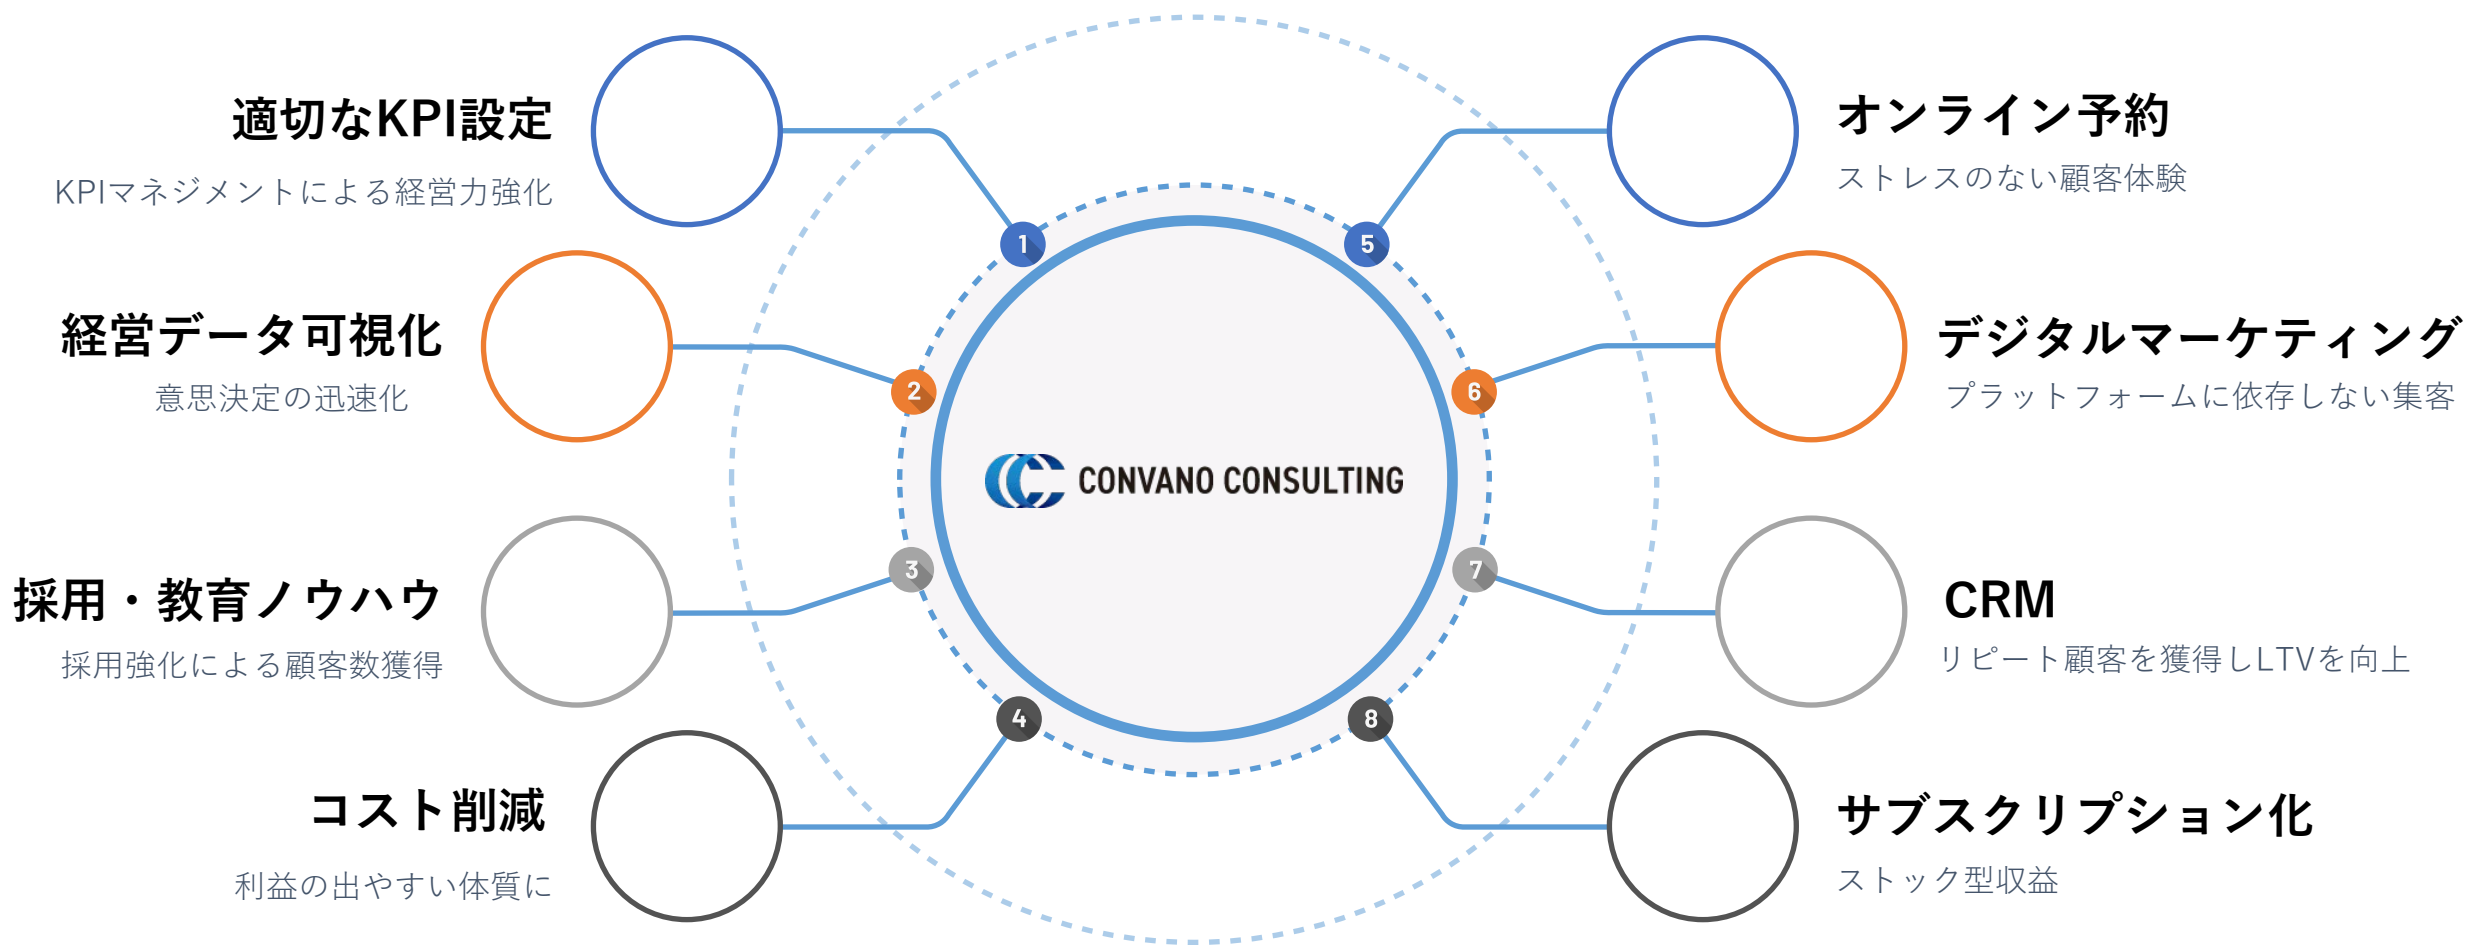 適切なKPI設定
KPIマネジメントによる経営力強化
1
経営データ可視化
意思決定の迅速化
2
採用・教育ノウハウ
採用強化による顧客数獲得
3
コスト削減
利益の出やすい体質に
4
CONVANO CONSULTING
5
オンライン予約
ストレスのない顧客体験
6
デジタルマーケティング
プラットフォームに依存しない集客
7
CRM
リピート顧客を獲得しLTVを向上
8
サブスクリプション化
ストック型収益